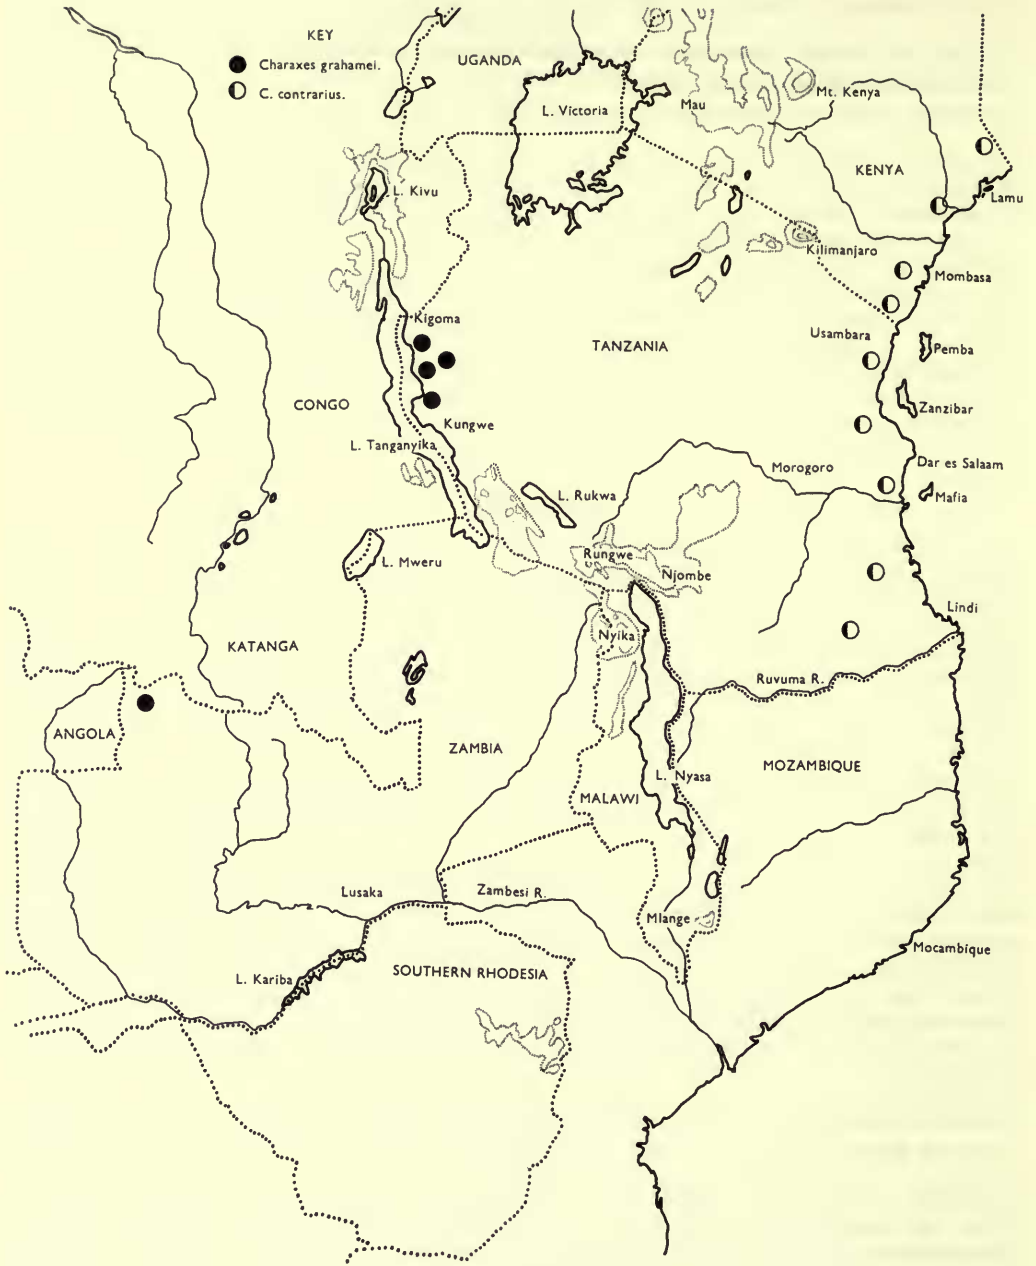 KEY
Charaxes grahamei.
C. contrarius.
UGANDA
L. Victoria
Mau
Mt. Kenya
KENYA
L. Kivu
Lamu
Kilimanjaro
Mombasa
Kigoma
Usambara
TANZANIA
Pemba
CONGO
Zanzibar
Kungwe
L. Tanganyika
Morogoro
Dar es Salaam
L. Rukwa
Mafia
Rungwe
L. Mweru
Njombe
Lindi
Nyika
KATANGA
Ruvuma R.
ANGOLA
ZAMBIA
MOZAMBIQUE
L. Nyasa
MALAWI
Lusaka
Zambesi R.
Mlange
Mocambique
L. Kariba
SOUTHERN RHODESIA